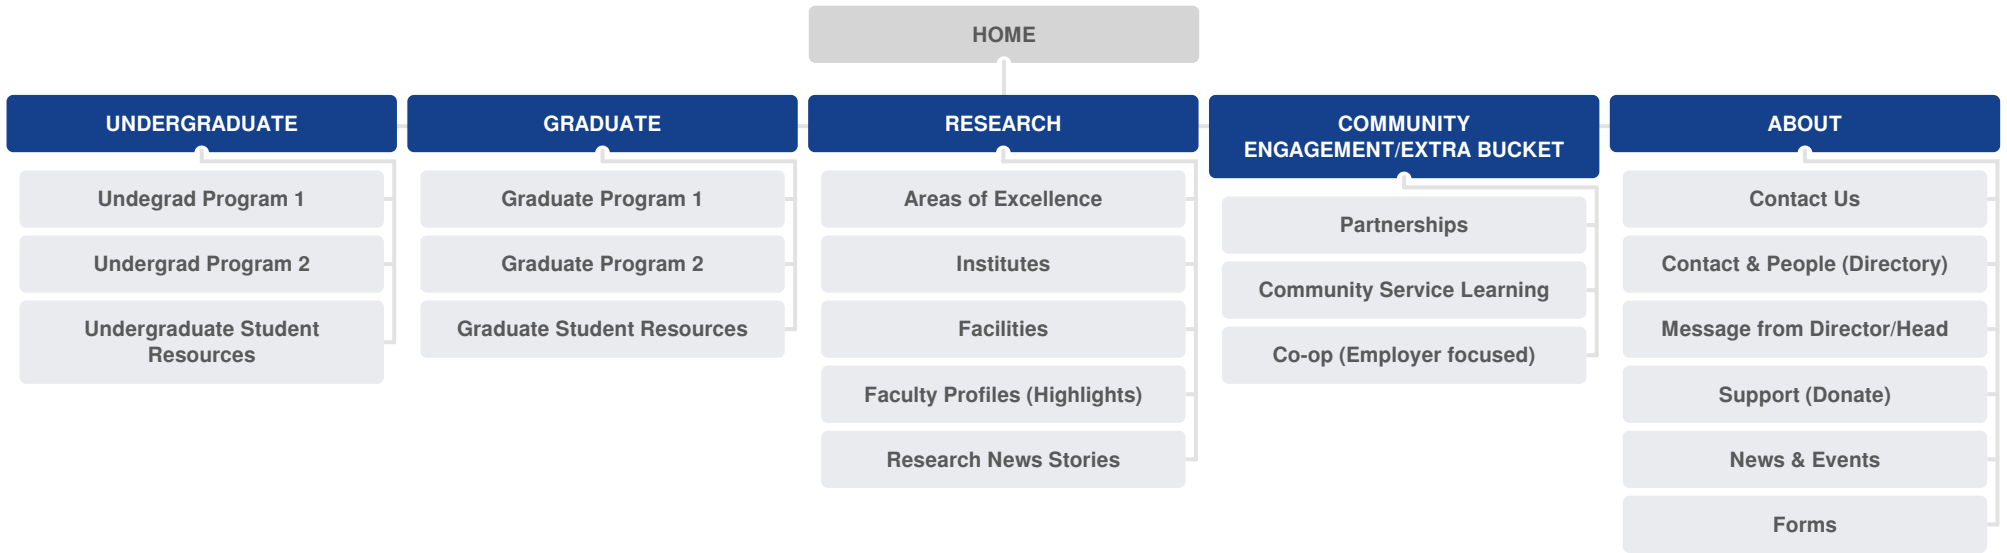 HOME
UNDERGRADUATE
Undegrad Program 1
Undergrad Program 2
Undergraduate Student
Resources
GRADUATE
Graduate Program 1
Graduate Program 2
Graduate Student Resources
RESEARCH
Areas of Excellence
Institutes
Facilities
Faculty Profiles (Highlights)
Research News Stories
COMMUNITY
ENGAGEMENT/EXTRA BUCKET
Partnerships
Community Service Learning
Co-op (Employer focused)
ABOUT
Contact Us
Contact & People (Directory)
Message from Director/Head
Support (Donate)
News & Events
Forms